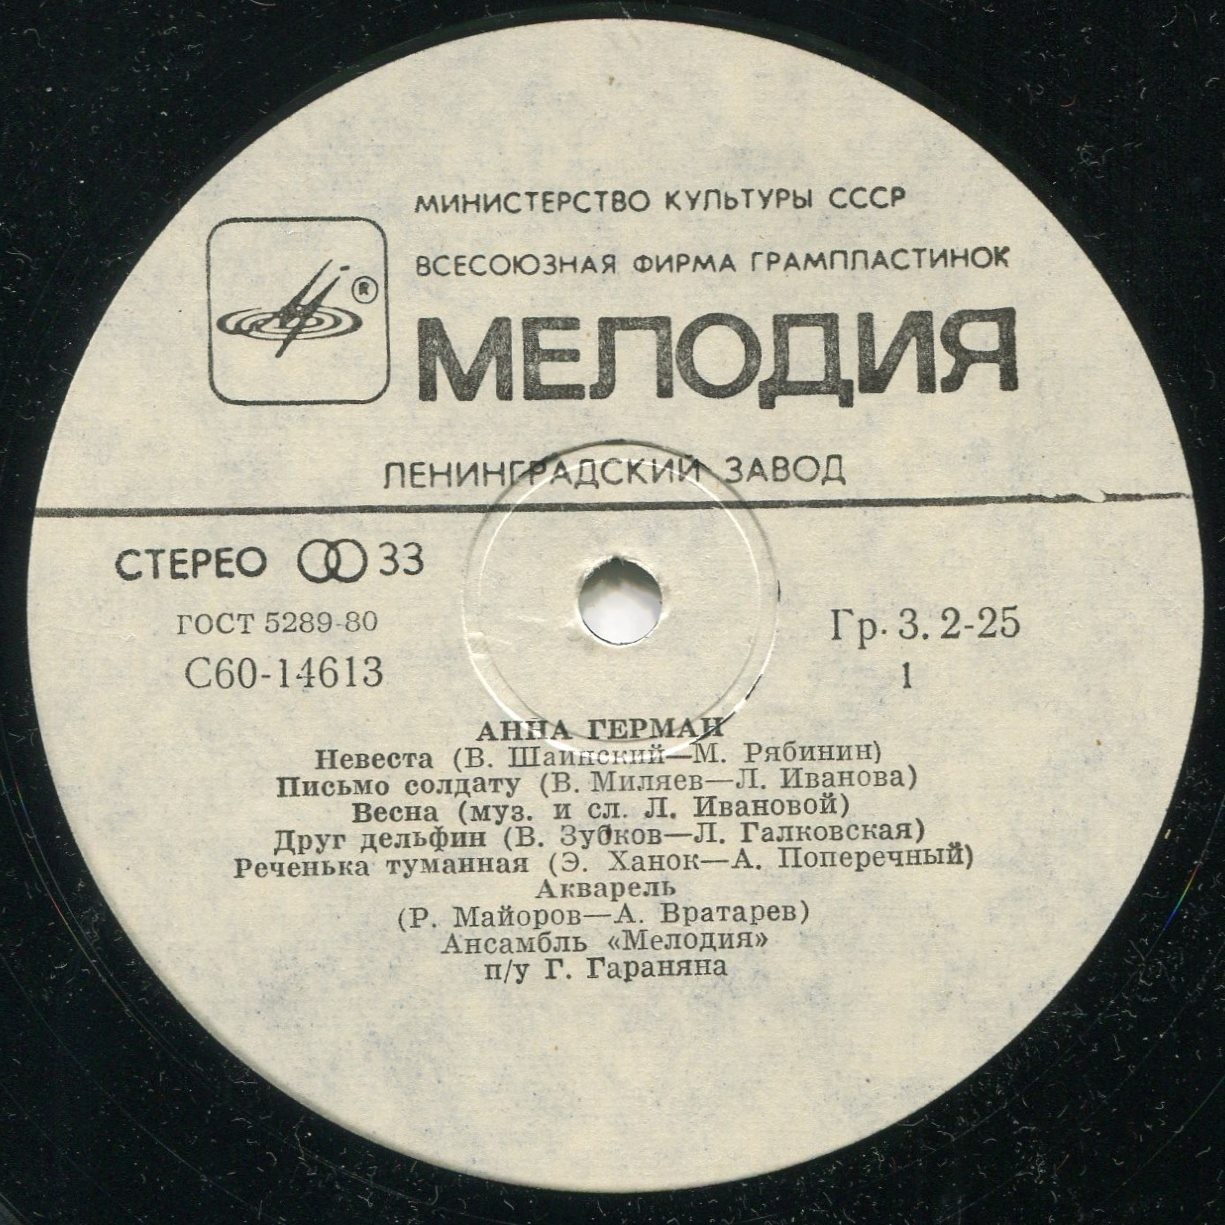 МИНИСТЕРСТВО КУЛЬТУРЫ СССР
ВСЕСОЮЗНАЯ ФИРМА ГРАМПЛАСТИНОК
®
МЕЛОДИЯ
ЛЕНИНГРАДСКИЙ ЗАВОД
СТЕРЕО 33
ГОСТ 5289-80
С60-14613
Гр. 3. 2-25
1
АННА ГЕРМАН
Невеста (В. Шаинский—М. Рябинин)
Письмо солдату (В. Миляев—Л. Иванова)
Весна (муз. и сл. Л. Ивановой)
Друг дельфин (В. Зубков—Л. Галковская)
Реченька туманная (Э. Ханок—А. Поперечный)
Акварель
(Р. Майоров—А. Вратарев)
Ансамбль «Мелодия»
п/у Г. Гараняна